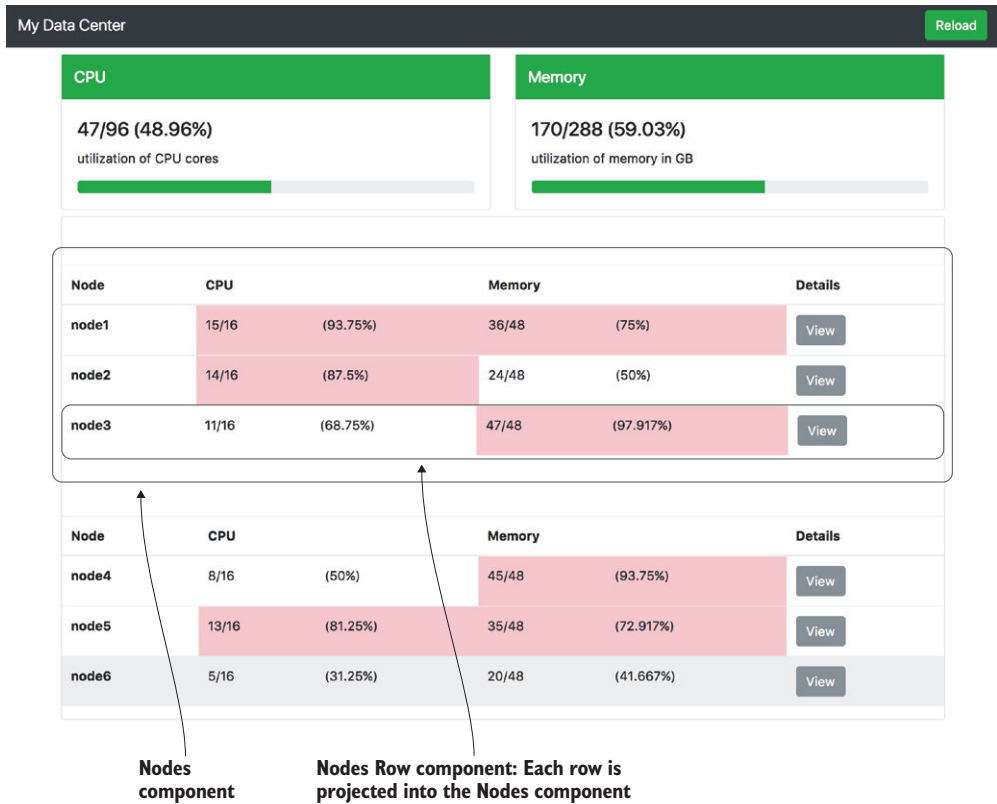 My Data Center Reload
CPU Memory
47/96 (48.96%) 170/288 (59.03%)
utilization of CPU cores utilization of memory in GB
Node CPU Memory Details
node1 15/16 (93.75%) 36/48 (75%) View
node2 14/16 (87.5%) 24/48 (50%) View
node3 11/16 (68.75%) 47/48 (97.917%) View
Node CPU Memory Details
node4 8/16 (50%) 45/48 (93.75%) View
node5 13/16 (81.25%) 35/48 (72.917%) View
node6 5/16 (31.25%) 20/48 (41.667%) View
Nodes
component
Nodes Row component: Each row is
projected into the Nodes component